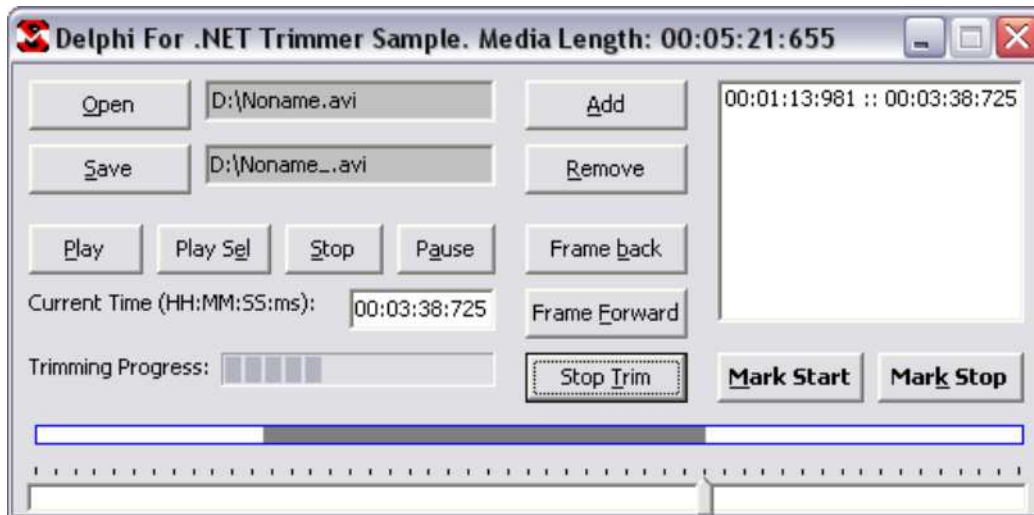 Delphi For .NET Trimmer Sample. Media Length: 00:05:21:655
Open
D:\Noname.avi
Add
00:01:13:981 :: 00:03:38:725
Save
D:\Noname_.avi
Remove
Play
Play Sel
Stop
Pause
Frame back
Current Time (HH:MM:SS:ms):
00:03:38:725
Frame Forward
Trimming Progress:
Stop Trim
Mark Start
Mark Stop